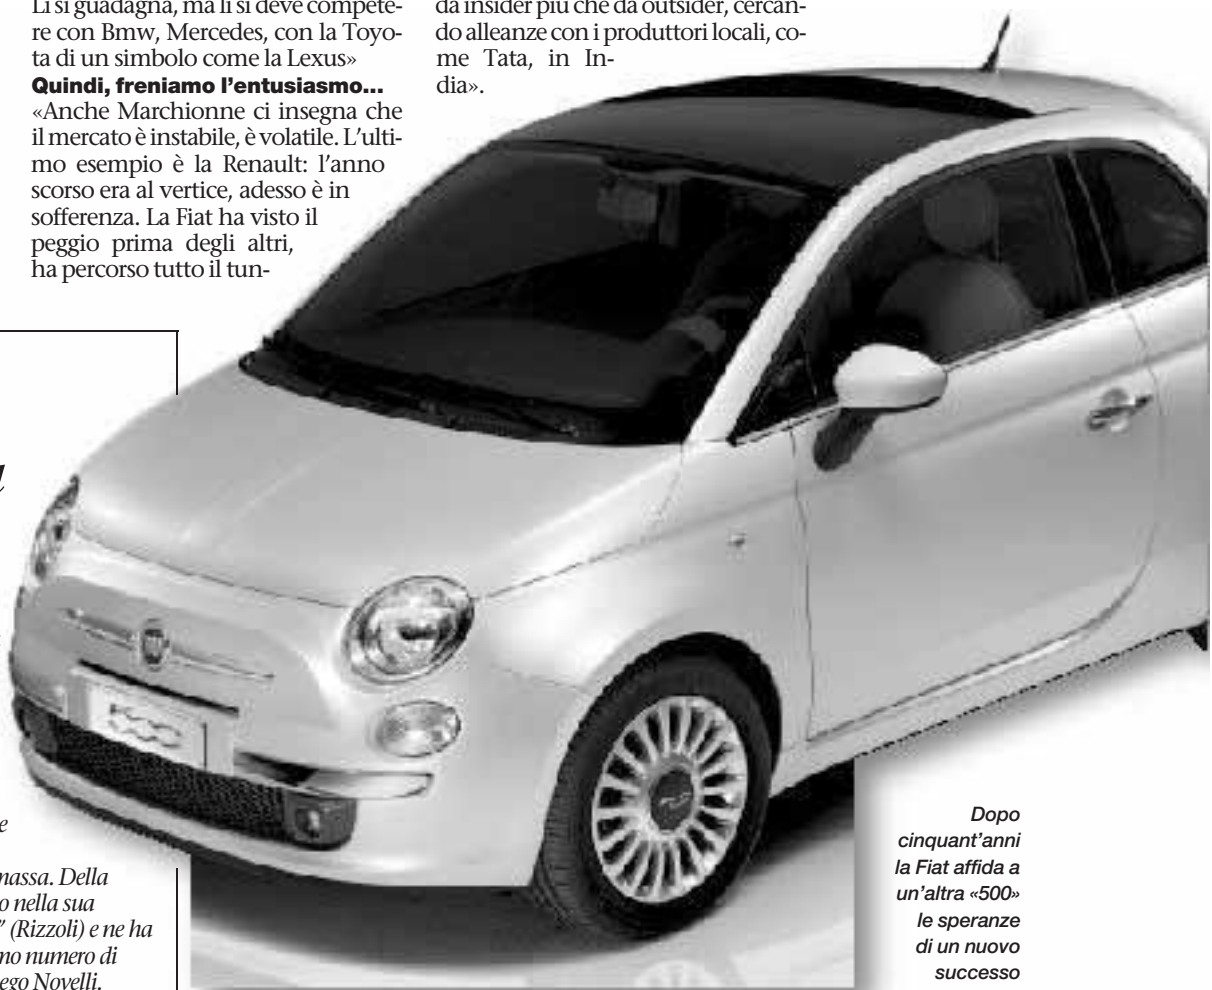 Lì si guadagna, ma lì si deve compete-
re con Bmw, Mercedes, con la Toyo-
ta di un simbolo come la Lexus»
Quindi, freniamo l'entusiasmo...
«Anche Marchionne ci insegna che
il mercato è instabile, è volatile. L'ulti-
mo esempio è la Renault: l'anno
scorso era al vertice, adesso è in
sofferenza. La Fiat ha visto il
peggio prima degli altri,
ha percorso tutto il tun-
da insider più che da outsider, cercan-
do alleanze con i produttori locali, co-
me Tata, in In-
dia».
a
500
e
massa. Della
o nella sua
” (Rizzoli) e ne ha
mo numero di
ego Novelli.
Dopo
cinquant'anni
la Fiat affida a
un'altra «500»
le speranze
di un nuovo
successo